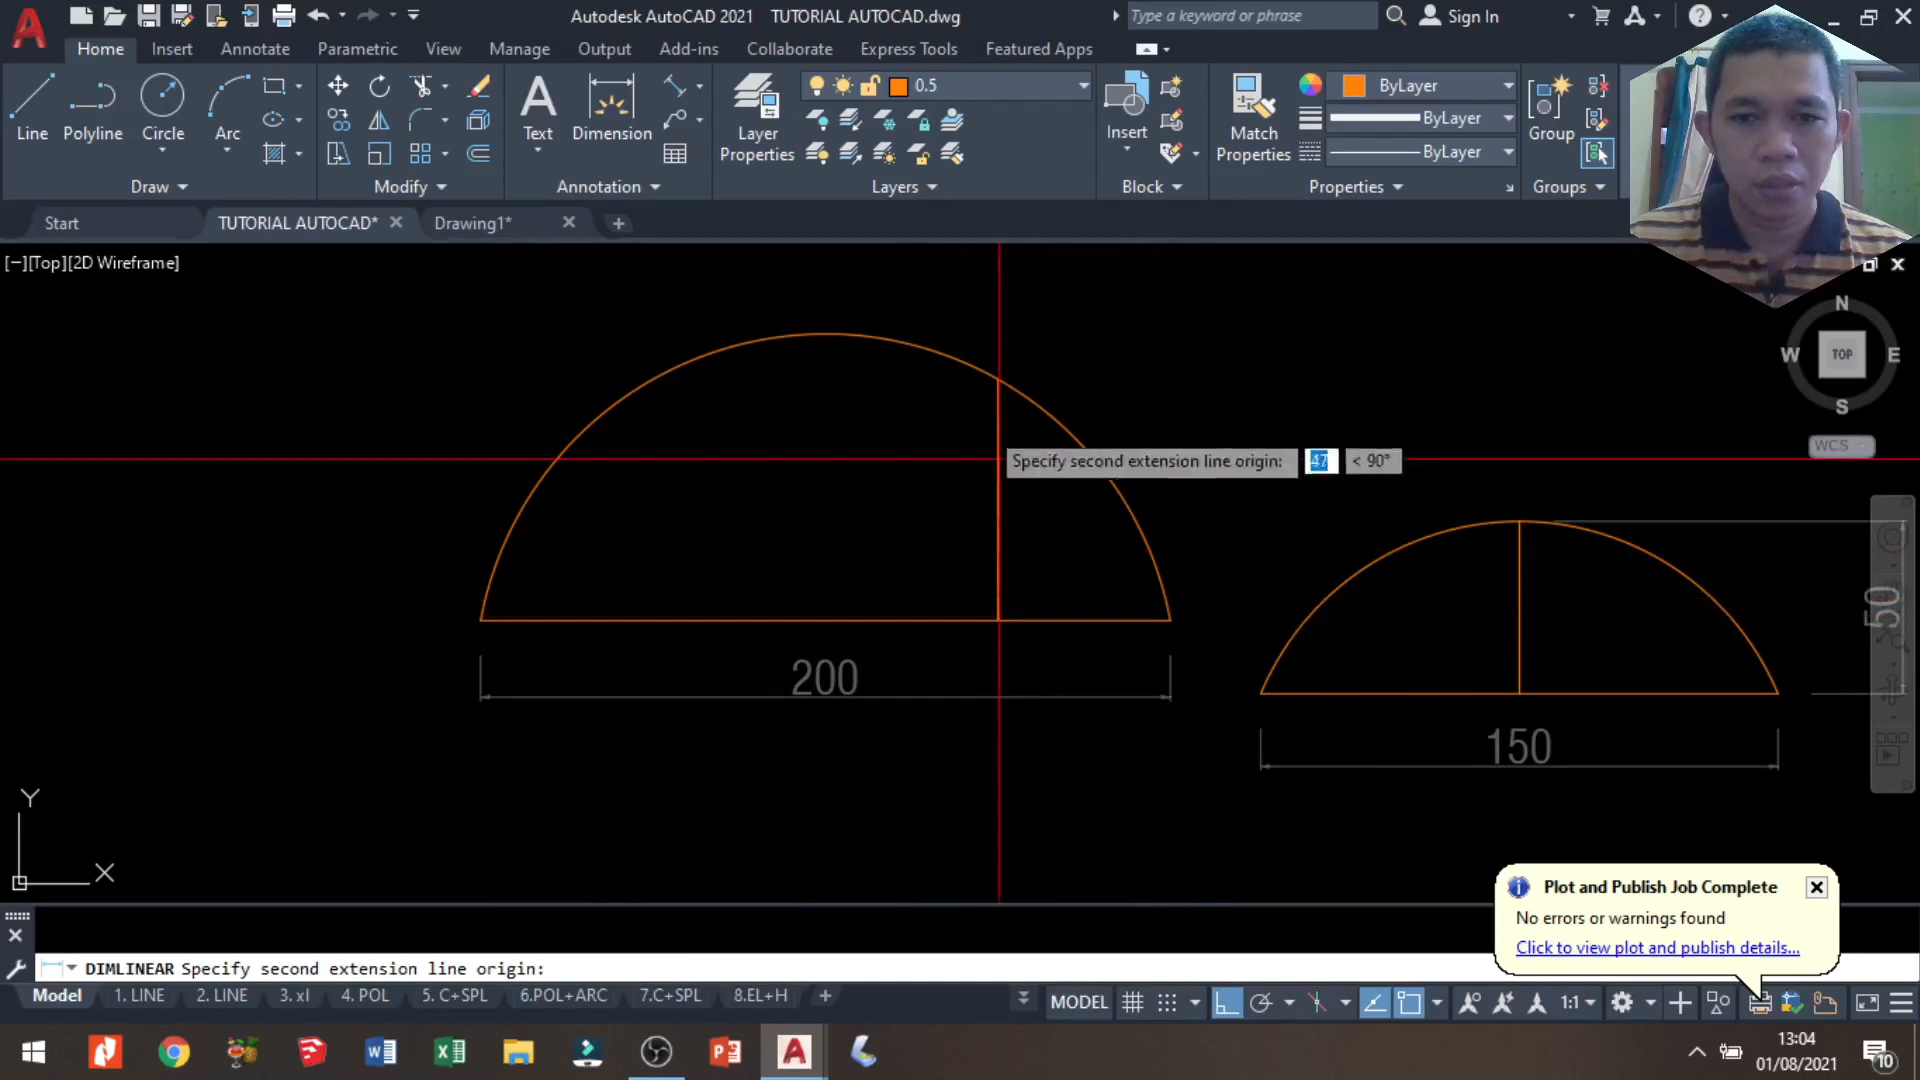 Autodesk AutoCAD 2021 TUTORIAL AUTOCAD.dwg
Type a keyword or phrase
Sign In
Home Insert Annotate Parametric View Manage Output Add-ins Collaborate Express Tools Featured Apps
0.5
ByLayer
ByLayer
ByLayer
Line Polyline Circle Arc
Text Dimension
Layer Properties
Insert
Match Properties
Group
Draw Modify Annotation Layers Block Properties Groups
Start TUTORIAL AUTOCAD* Drawing1*
[−][Top][2D Wireframe]
N
W TOP E
S
WCS
Specify second extension line origin: 47 < 90°
50
200
150
Y
X
Plot and Publish Job Complete
No errors or warnings found
Click to view plot and publish details...
DIMLINEAR Specify second extension line origin:
Model 1. LINE 2. LINE 3. xl 4. POL 5. C+SPL 6.POL+ARC 7.C+SPL 8.EL+H
MODEL 1:1
13:04
01/08/2021
10